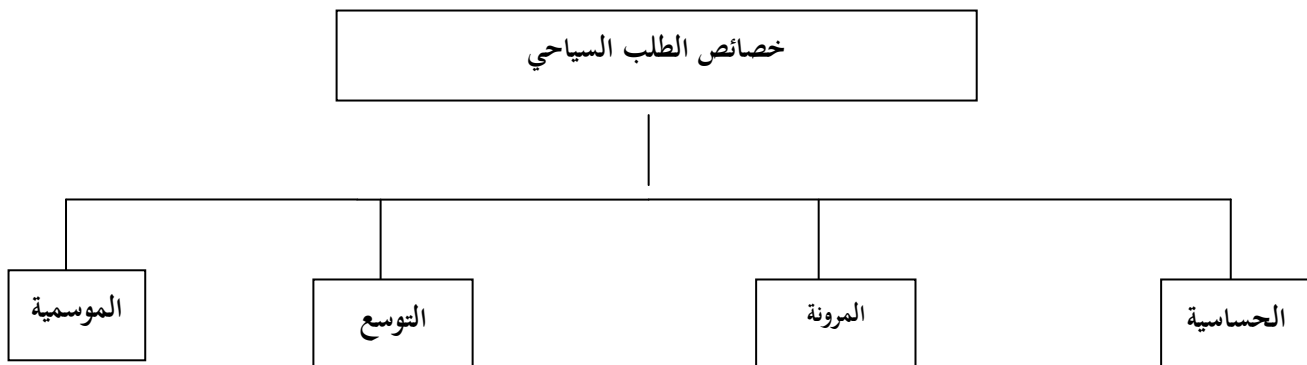 خصائص الطلب السياحي
الحساسية
المرونة
التوسع
الموسمية